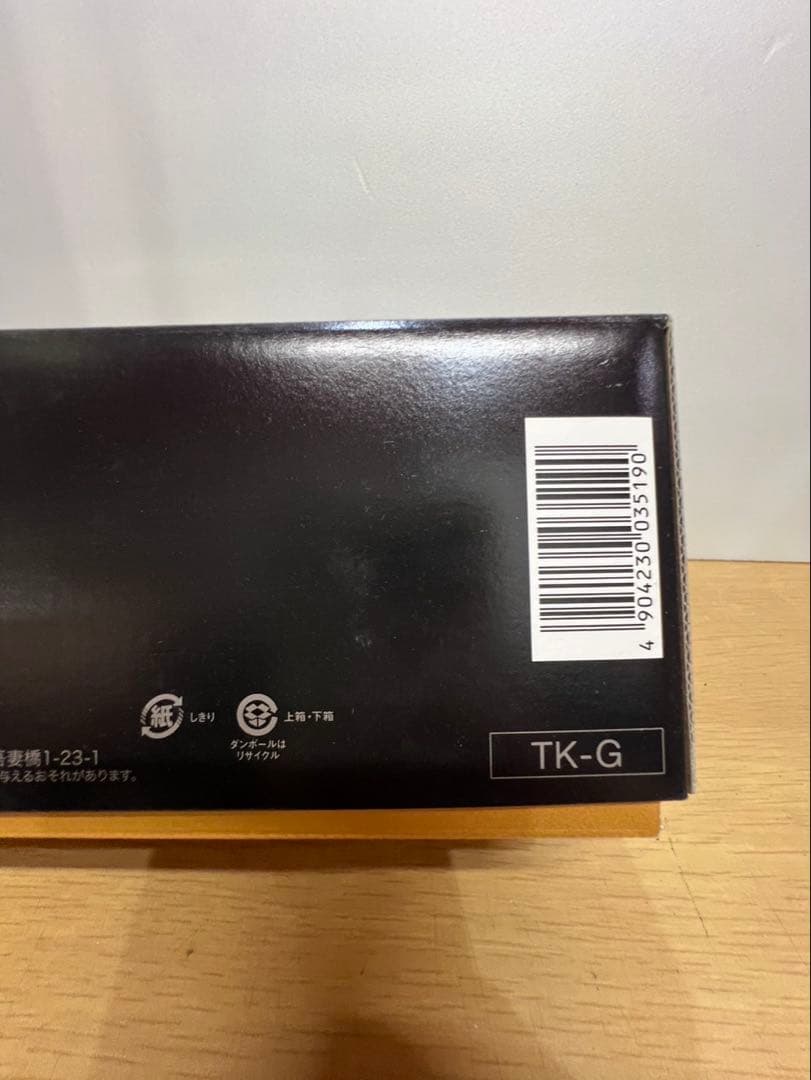 4 904230 035190
紙 しきり
ダンボールは
リサイクル
上箱・下箱
吾妻橋1-23-1
与えるおそれがあります。
TK-G